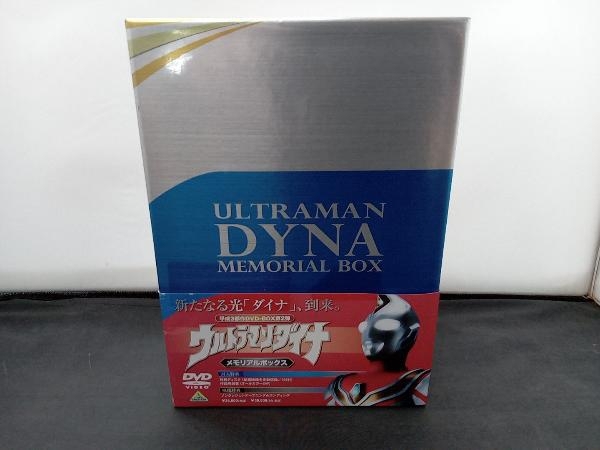 ULTRAMAN
DYNA
MEMORIAL BOX
新たなる光「ダイナ」、到来。
平成3部作DVD-BOX第2弾
ウルトラマンダイナ
メモリアルボックス
DVD
VIDEO